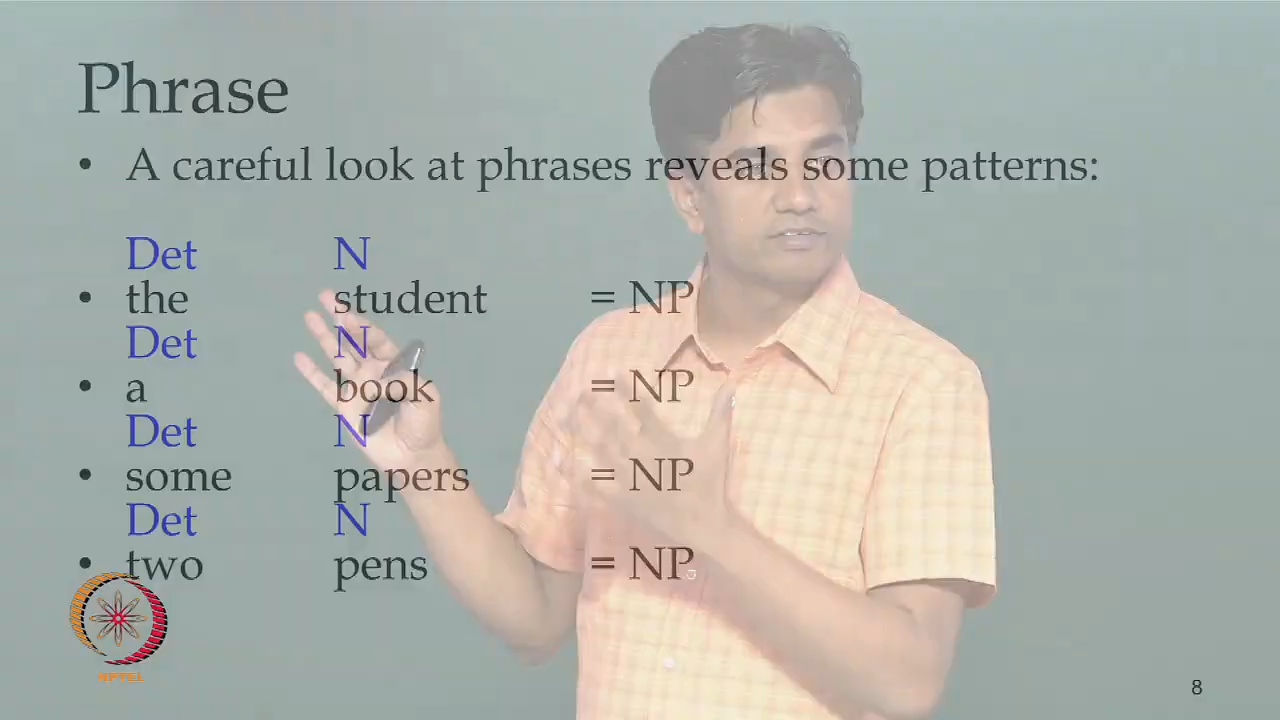 Phrase
• A careful look at phrases reveals some patterns:
Det N
• the student = NP
Det N
• a book = NP
Det N
• some papers = NP
Det N
• two pens = NP
NPTEL
8